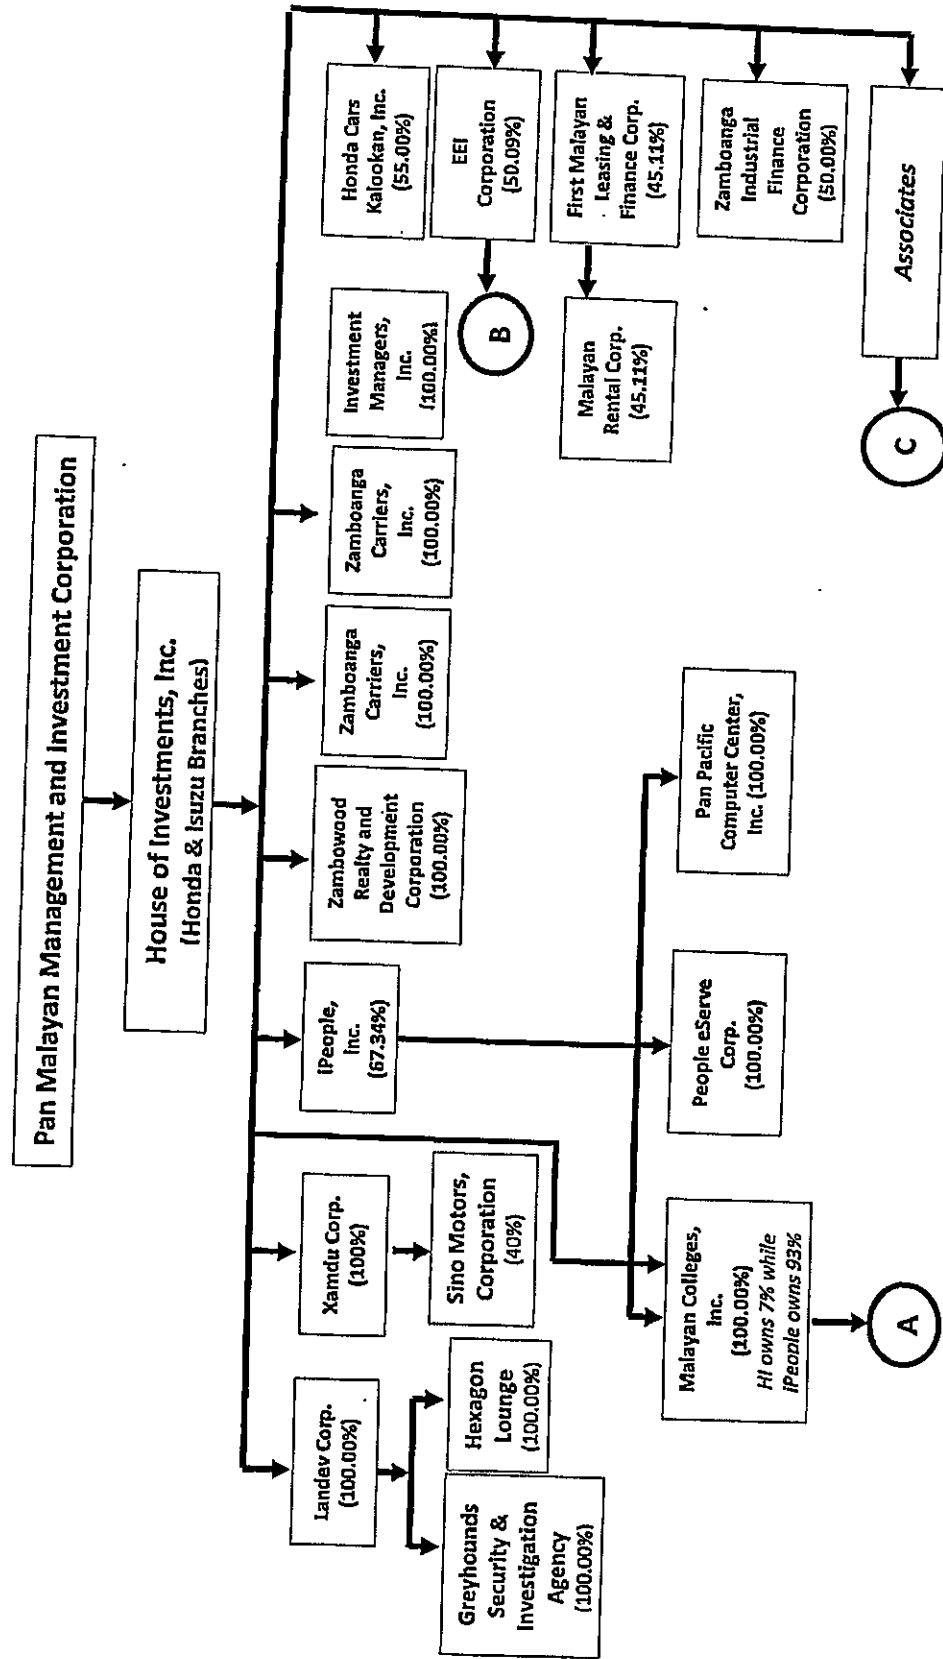 Pan Malayan Management and Investment Corporation
House of Investments, Inc.
(Honda & Isuzu Branches)
Landev Corp.
(100.00%)
Xamdu Corp.
(100%)
iPeople,
Inc.
(67.34%)
Zambowood
Realty and
Development
Corporation
(100.00%)
Zamboanga
Carriers,
Inc.
(100.00%)
Zamboanga
Carriers,
Inc.
(100.00%)
Investment
Managers,
Inc.
(100.00%)
Honda Cars
Kalookan, Inc.
(55.00%)
Greyhounds
Security &
Investigation
Agency
(100.00%)
Hexagon
Lounge
(100.00%)
Sino Motors,
Corporation
(40%)
B
EEI
Corporation
(50.09%)
Malayan
Rental Corp.
(45.11%)
First Malayan
Leasing &
Finance Corp.
(45.11%)
Malayan Colleges,
Inc.
(100.00%)
HI owns 7% while
iPeople owns 93%
People eServe
Corp.
(100.00%)
Pan Pacific
Computer Center,
Inc. (100.00%)
Zamboanga
Industrial
Finance
Corporation
(50.00%)
A
C
Associates